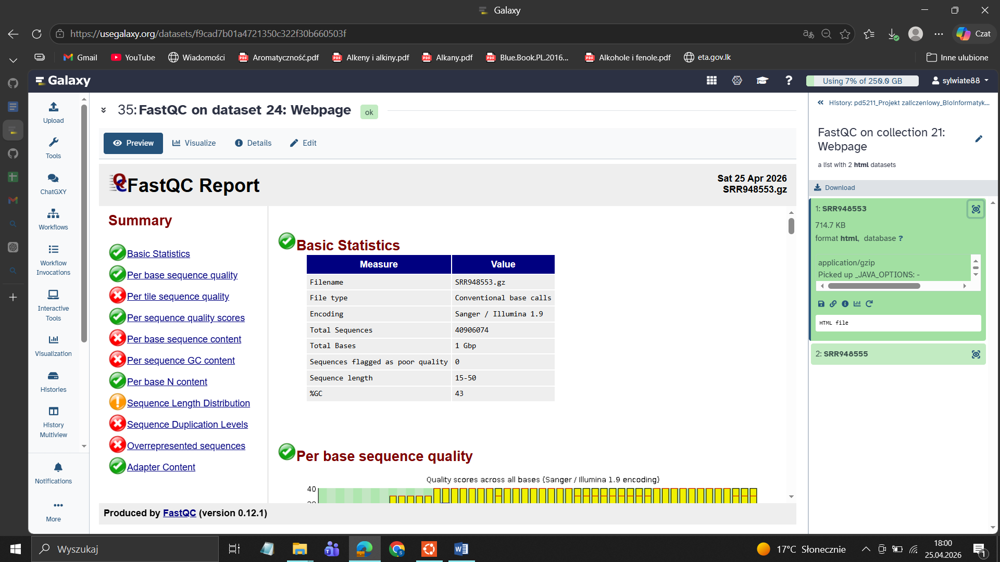 Galaxy
https://usegalaxy.org/datasets/f9cad7b01a4721350c322f30b660503f
Czat
Gmail
YouTube
Wiadomości
Aromatyczność.pdf
Alkeny i alkiny.pdf
Alkany.pdf
Blue.Book.PL.2016...
Alkohole i fenole.pdf
eta.gov.lk
Inne ulubione
Galaxy
Using 7% of 250.0 GB
sylwiate88
Upload
Tools
ChatGXY
Workflows
Workflow
Invocations
Interactive
Tools
Visualization
Histories
History
Multiview
Notifications
More
35: FastQC on dataset 24: Webpage
ok
Preview
Visualize
Details
Edit
FastQC Report
Sat 25 Apr 2026
SRR948553.gz
Summary
Basic Statistics
Per base sequence quality
Per tile sequence quality
Per sequence quality scores
Per base sequence content
Per sequence GC content
Per base N content
Sequence Length Distribution
Sequence Duplication Levels
Overrepresented sequences
Adapter Content
Basic Statistics
Measure Value
Filename SRR948553.gz
File type Conventional base calls
Encoding Sanger / Illumina 1.9
Total Sequences 40906074
Total Bases 1 Gbp
Sequences flagged as poor quality 0
Sequence length 15-50
%GC 43
Per base sequence quality
Quality scores across all bases (Sanger / Illumina 1.9 encoding)
40
Produced by FastQC (version 0.12.1)
History: pd5211_Projekt zaliczeniowy_Bioinformatyk...
FastQC on collection 21:
Webpage
a list with 2 html datasets
Download
1: SRR948553
714.7 KB
format html, database ?
application/gzip
Picked up _JAVA_OPTIONS: -
HTML file
2: SRR948555
Wyszukaj
17°C Słonecznie
18:00
25.04.2026
1